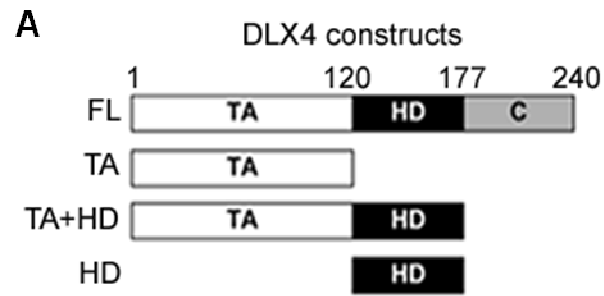 A
DLX4 constructs
1 120 177 240
FL TA HD C
TA TA
TA+HD TA HD
HD HD